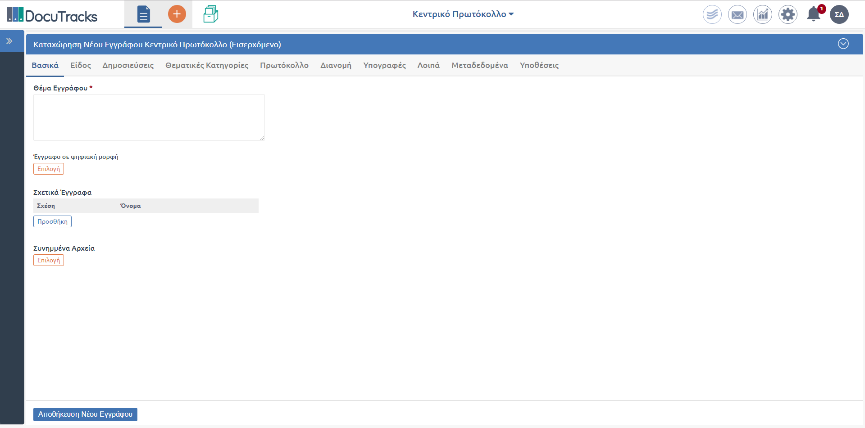 DocuTracks
Κεντρικό Πρωτόκολλο
1
ΣΔ
Καταχώρηση Νέου Εγγράφου Κεντρικό Πρωτόκολλο (Εισερχόμενο)
Βασικά Είδος Δημοσιεύσεις Θεματικές Κατηγορίες Πρωτόκολλο Διανομή Υπογραφές Λοιπά Μεταδεδομένα Υποθέσεις
Θέμα Εγγράφου *
Έγγραφο σε ψηφιακή μορφή
Επιλογή
Σχετικά Έγγραφα
Σχέση Όνομα
Προσθήκη
Συνημμένα Αρχεία
Επιλογή
Αποθήκευση Νέου Εγγράφου